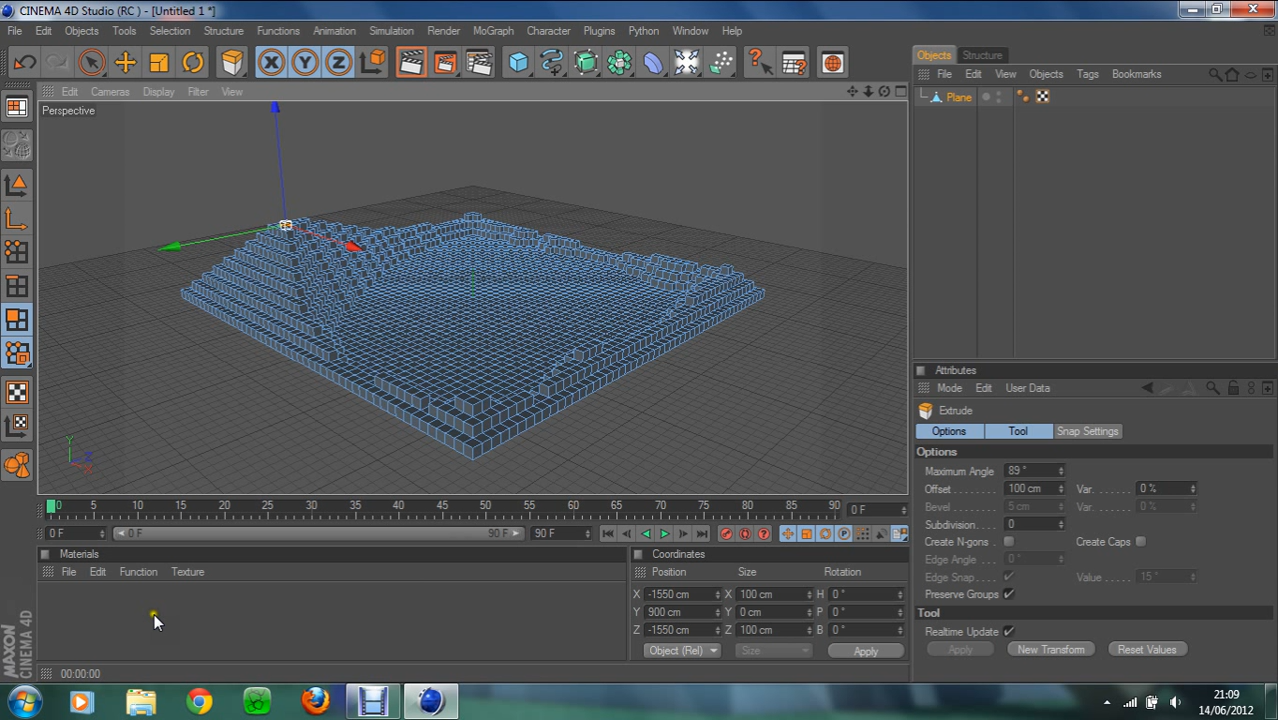 CINEMA 4D Studio (RC ) - [Untitled 1 *]
File Edit Objects Tools Selection Structure Functions Animation Simulation Render MoGraph Character Plugins Python Window Help
X Y Z
Edit Cameras Display Filter View
Perspective
Y
Z
X
0 5 10 15 20 25 30 35 40 45 50 55 60 65 70 75 80 85 90 0 F
0 F 0 F 90 F 90 F
Materials
File Edit Function Texture
00:00:00
MAXON
CINEMA 4D
Coordinates
Position Size Rotation
X -1550 cm X 100 cm H 0 °
Y 900 cm Y 0 cm P 0 °
Z -1550 cm Z 100 cm B 0 °
Object (Rel) Size Apply
Objects Structure
File Edit View Objects Tags Bookmarks
Plane
Attributes
Mode Edit User Data
Extrude
Options Tool Snap Settings
Options
Maximum Angle 89 °
Offset 100 cm Var. 0 %
Bevel 5 cm Var. 0 %
Subdivision 0
Create N-gons Create Caps
Edge Angle 0 °
Edge Snap Value 15 °
Preserve Groups
Tool
Realtime Update
Apply New Transform Reset Values
21:09
14/06/2012